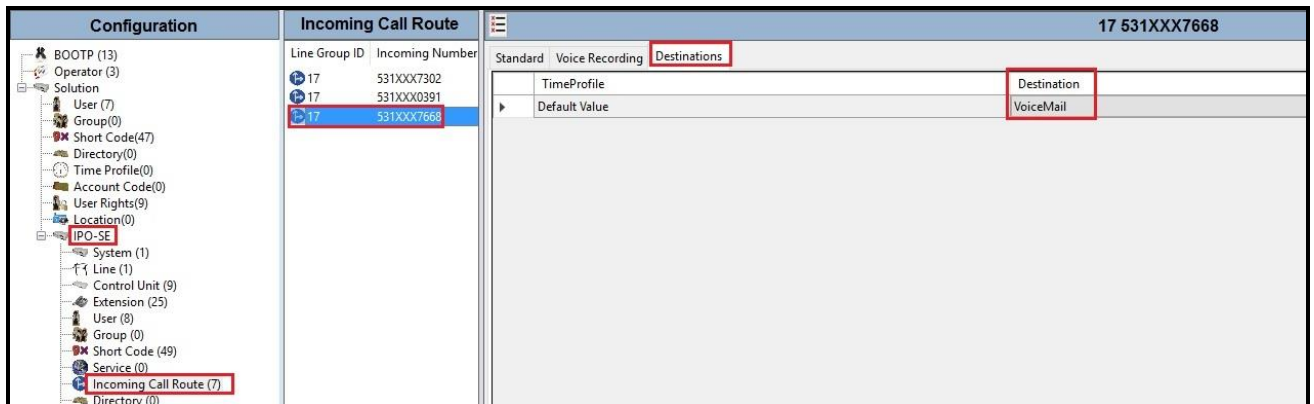 Configuration
BOOTP (13)
Operator (3)
Solution
User (7)
Group(0)
Short Code(47)
Directory(0)
Time Profile(0)
Account Code(0)
User Rights(9)
Location(0)
IPO-SE
System (1)
Line (1)
Control Unit (9)
Extension (25)
User (8)
Group (0)
Short Code (49)
Service (0)
Incoming Call Route (7)
Directory (0)
Incoming Call Route
Line Group ID Incoming Number
17 531XXX7302
17 531XXX0391
17 531XXX7668
17 531XXX7668
Standard Voice Recording Destinations
TimeProfile Destination
Default Value VoiceMail